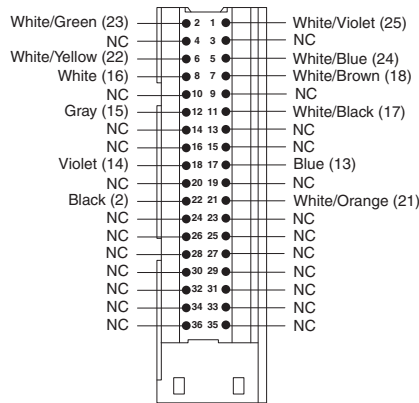 White/Green (23) 2 1 White/Violet (25)
NC 4 3 NC
White/Yellow (22) 6 5 White/Blue (24)
White (16) 8 7 White/Brown (18)
NC 10 9 NC
Gray (15) 12 11 White/Black (17)
NC 14 13 NC
NC 16 15 NC
Violet (14) 18 17 Blue (13)
NC 20 19 NC
Black (2) 22 21 White/Orange (21)
NC 24 23 NC
NC 26 25 NC
NC 28 27 NC
NC 30 29 NC
NC 32 31 NC
NC 34 33 NC
NC 36 35 NC